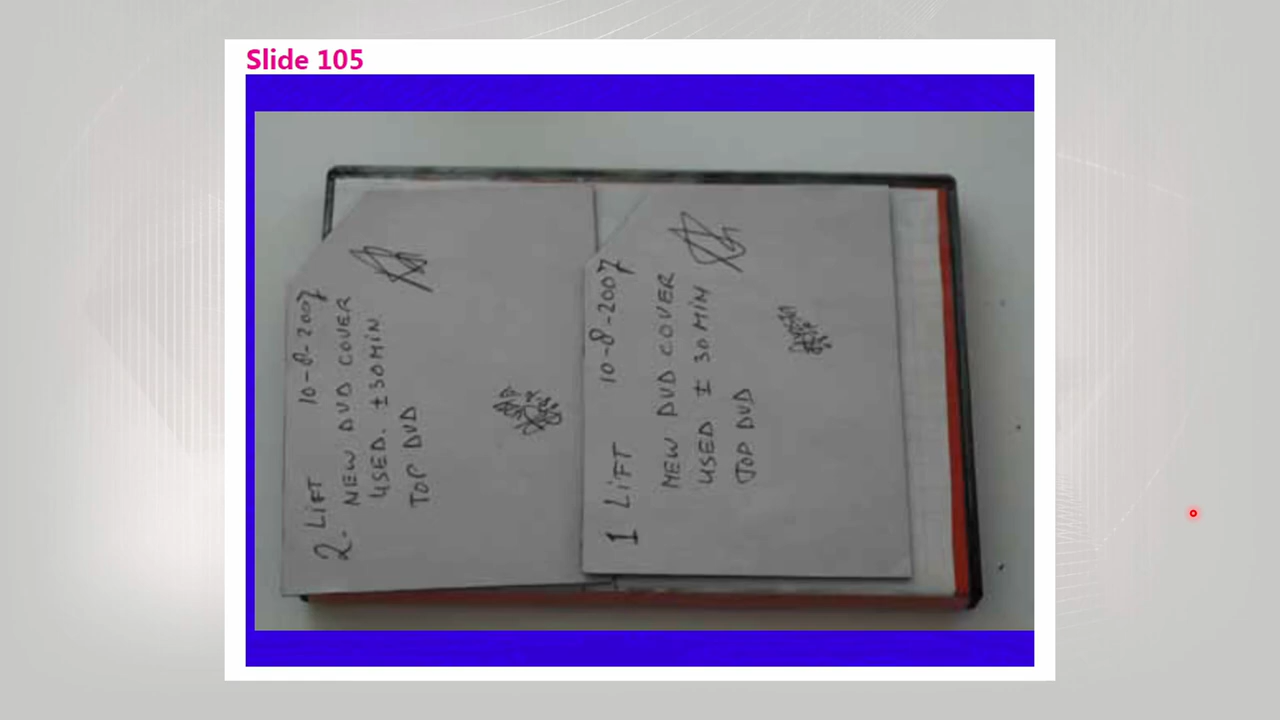 Slide 105
2. LiFT 10-8-2007
NEW DVD COVER
USED. ±30MiN
TOP DVD
1 LiFT 10-8-2007
NEW DVD COVER
USED ± 30 MIN
TOP DVD